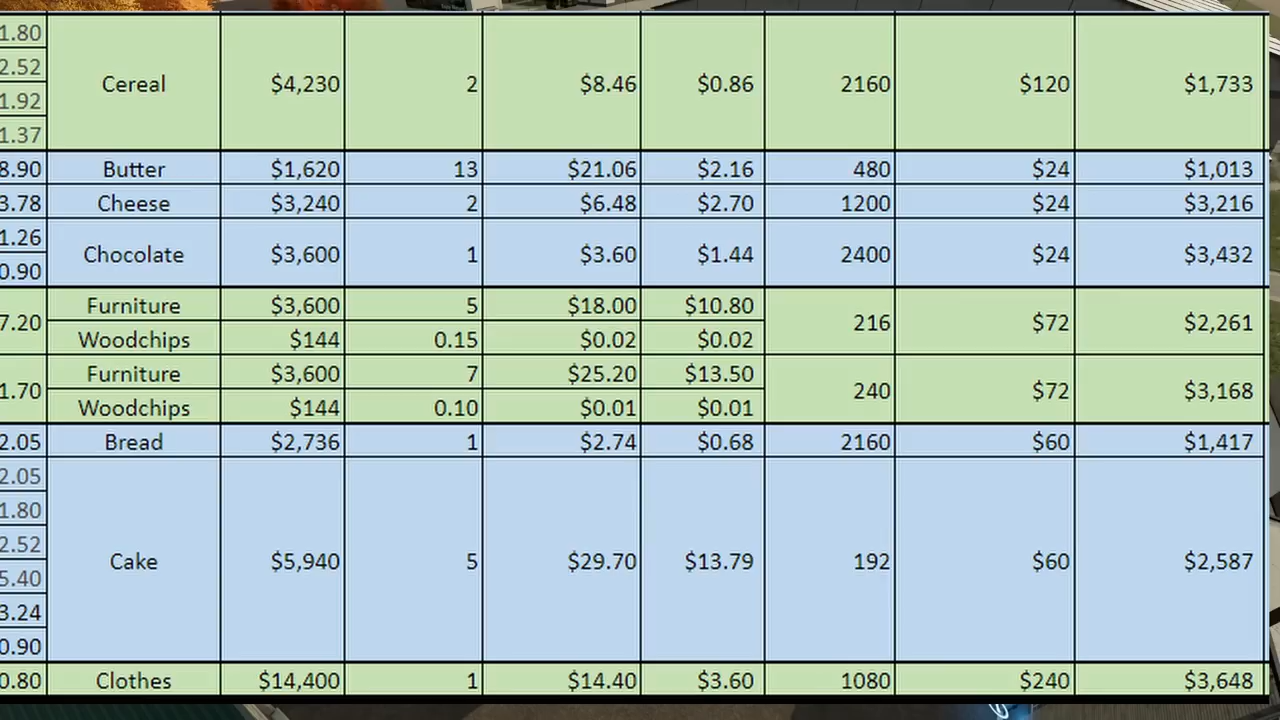 1.80
2.52
1.92
1.37
Cereal $4,230 2 $8.46 $0.86 2160 $120 $1,733
8.90 Butter $1,620 13 $21.06 $2.16 480 $24 $1,013
3.78 Cheese $3,240 2 $6.48 $2.70 1200 $24 $3,216
1.26
0.90
Chocolate $3,600 1 $3.60 $1.44 2400 $24 $3,432
7.20
Furniture $3,600 5 $18.00 $10.80
Woodchips $144 0.15 $0.02 $0.02
216 $72 $2,261
1.70
Furniture $3,600 7 $25.20 $13.50
Woodchips $144 0.10 $0.01 $0.01
240 $72 $3,168
2.05 Bread $2,736 1 $2.74 $0.68 2160 $60 $1,417
2.05
1.80
2.52
5.40
3.24
0.90
Cake $5,940 5 $29.70 $13.79 192 $60 $2,587
0.80 Clothes $14,400 1 $14.40 $3.60 1080 $240 $3,648